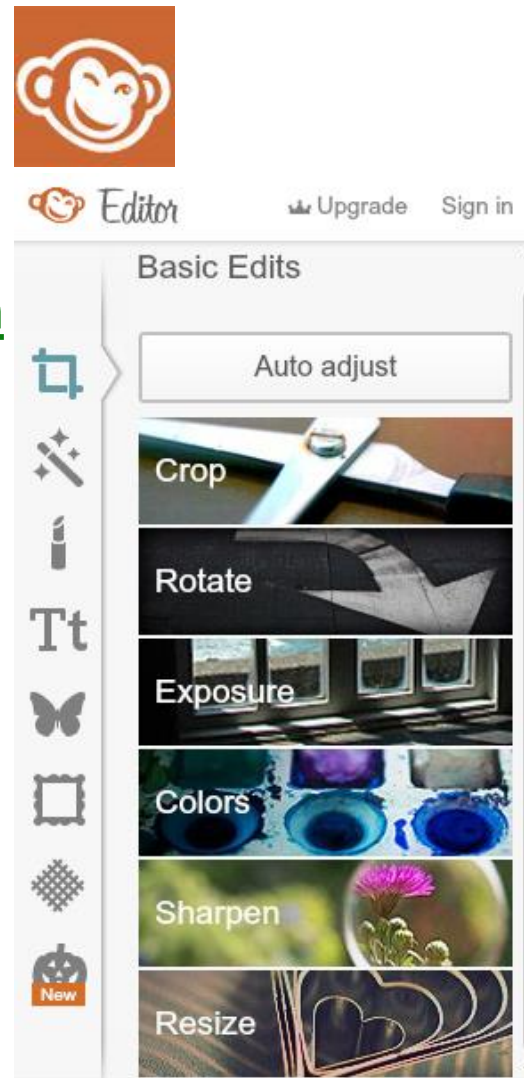 Editor
Upgrade Sign in
Basic Edits
Auto adjust
Crop
Rotate
Tt
Exposure
Colors
Sharpen
New
Resize